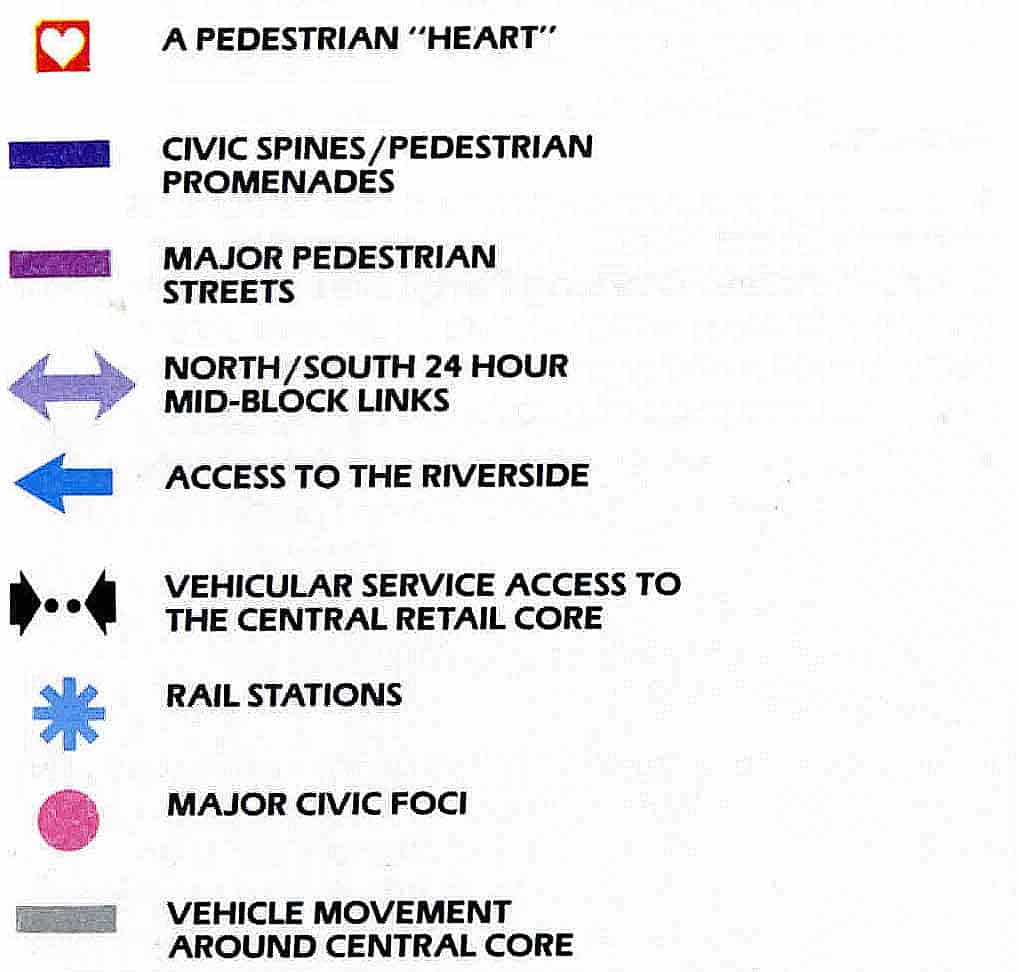 A PEDESTRIAN "HEART"
CIVIC SPINES/PEDESTRIAN
PROMENADES
MAJOR PEDESTRIAN
STREETS
NORTH/SOUTH 24 HOUR
MID-BLOCK LINKS
ACCESS TO THE RIVERSIDE
VEHICULAR SERVICE ACCESS TO
THE CENTRAL RETAIL CORE
RAIL STATIONS
MAJOR CIVIC FOCI
VEHICLE MOVEMENT
AROUND CENTRAL CORE